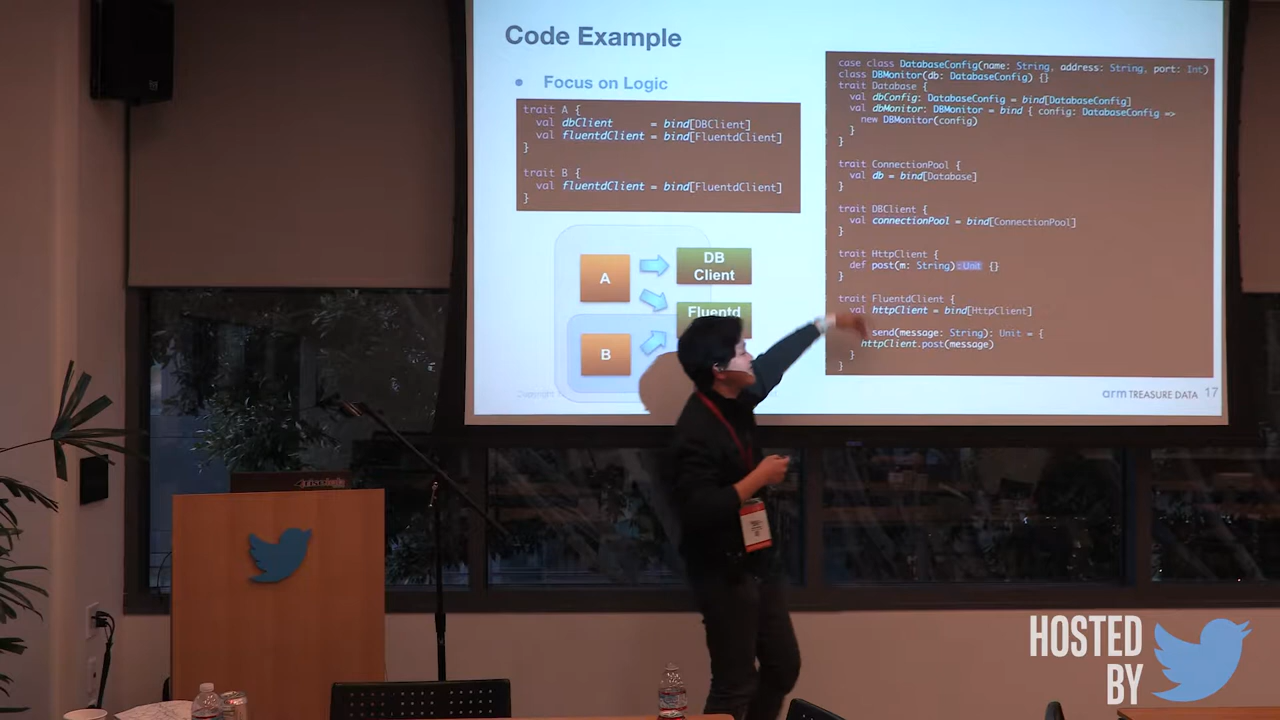 Code Example
Focus on Logic
trait A {
val dbClient = bind[DBClient]
val fluentdClient = bind[FluentdClient]
}
trait B {
val fluentdClient = bind[FluentdClient]
}
A
DB
Client
Fluentd
B
case class DatabaseConfig(name: String, address: String, port: Int)
class DBMonitor(db: DatabaseConfig) {}
trait Database {
val dbConfig: DatabaseConfig = bind[DatabaseConfig]
val dbMonitor: DBMonitor = bind { config: DatabaseConfig =>
new DBMonitor(config)
}
}
trait ConnectionPool {
val db = bind[Database]
}
trait DBClient {
val connectionPool = bind[ConnectionPool]
}
trait HttpClient {
def post(m: String):Unit {}
}
trait FluentdClient {
val httpClient = bind[HttpClient]
send(message: String): Unit = {
httpClient.post(message)
}
}
arm TREASURE DATA 17
HOSTED
BY